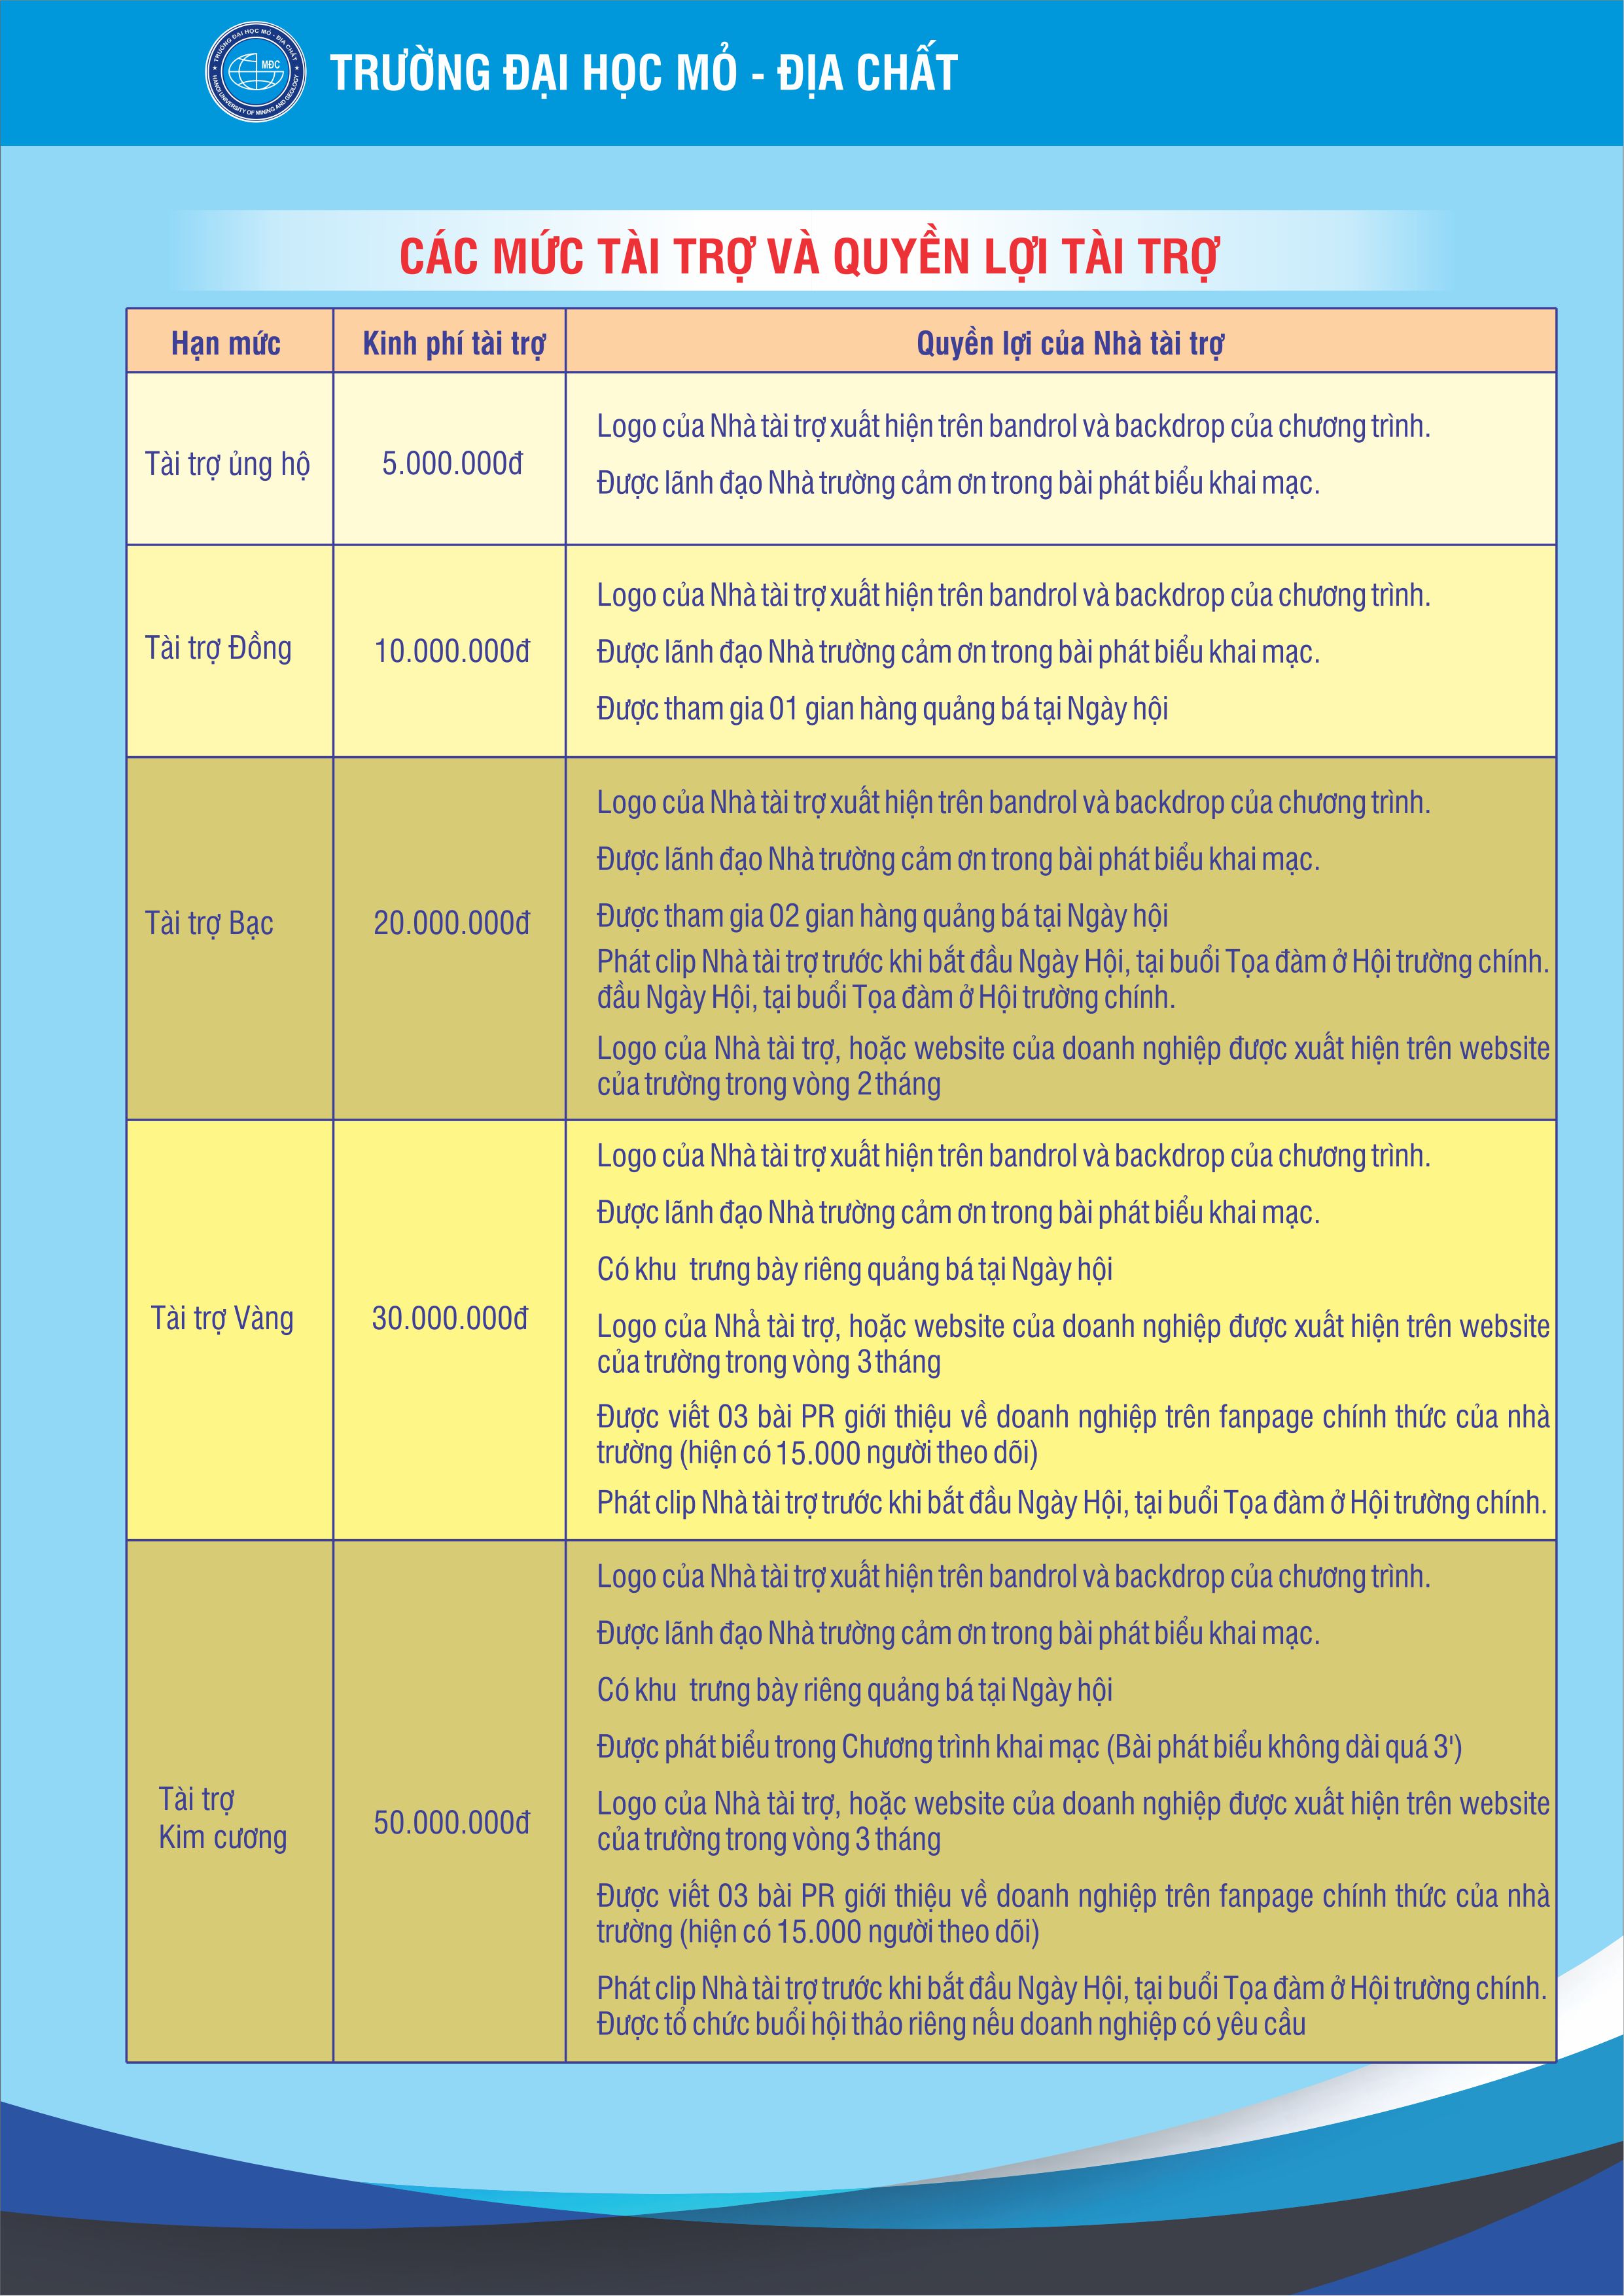 TRƯỜNG ĐẠI HỌC MỎ - ĐỊA CHẤT
HANOI UNIVERSITY OF MINING AND GEOLOGY
MĐC
TRƯỜNG ĐẠI HỌC MỎ - ĐỊA CHẤT
CÁC MỨC TÀI TRỢ VÀ QUYỀN LỢI TÀI TRỢ
Hạn mức Kinh phí tài trợ Quyền lợi của Nhà tài trợ
Tài trợ ủng hộ 5.000.000đ
Logo của Nhà tài trợ xuất hiện trên bandrol và backdrop của chương trình.
Được lãnh đạo Nhà trường cảm ơn trong bài phát biểu khai mạc.
Tài trợ Đồng 10.000.000đ
Logo của Nhà tài trợ xuất hiện trên bandrol và backdrop của chương trình.
Được lãnh đạo Nhà trường cảm ơn trong bài phát biểu khai mạc.
Được tham gia 01 gian hàng quảng bá tại Ngày hội
Tài trợ Bạc 20.000.000đ
Logo của Nhà tài trợ xuất hiện trên bandrol và backdrop của chương trình.
Được lãnh đạo Nhà trường cảm ơn trong bài phát biểu khai mạc.
Được tham gia 02 gian hàng quảng bá tại Ngày hội
Phát clip Nhà tài trợ trước khi bắt đầu Ngày Hội, tại buổi Tọa đàm ở Hội trường chính.
đầu Ngày Hội, tại buổi Tọa đàm ở Hội trường chính.
Logo của Nhà tài trợ, hoặc website của doanh nghiệp được xuất hiện trên website
của trường trong vòng 2 tháng
Tài trợ Vàng 30.000.000đ
Logo của Nhà tài trợ xuất hiện trên bandrol và backdrop của chương trình.
Được lãnh đạo Nhà trường cảm ơn trong bài phát biểu khai mạc.
Có khu trưng bày riêng quảng bá tại Ngày hội
Logo của Nhà tài trợ, hoặc website của doanh nghiệp được xuất hiện trên website
của trường trong vòng 3 tháng
Được viết 03 bài PR giới thiệu về doanh nghiệp trên fanpage chính thức của nhà
trường (hiện có 15.000 người theo dõi)
Phát clip Nhà tài trợ trước khi bắt đầu Ngày Hội, tại buổi Tọa đàm ở Hội trường chính.
Tài trợ
Kim cương
50.000.000đ
Logo của Nhà tài trợ xuất hiện trên bandrol và backdrop của chương trình.
Được lãnh đạo Nhà trường cảm ơn trong bài phát biểu khai mạc.
Có khu trưng bày riêng quảng bá tại Ngày hội
Được phát biểu trong Chương trình khai mạc (Bài phát biểu không dài quá 3')
Logo của Nhà tài trợ, hoặc website của doanh nghiệp được xuất hiện trên website
của trường trong vòng 3 tháng
Được viết 03 bài PR giới thiệu về doanh nghiệp trên fanpage chính thức của nhà
trường (hiện có 15.000 người theo dõi)
Phát clip Nhà tài trợ trước khi bắt đầu Ngày Hội, tại buổi Tọa đàm ở Hội trường chính.
Được tổ chức buổi hội thảo riêng nếu doanh nghiệp có yêu cầu